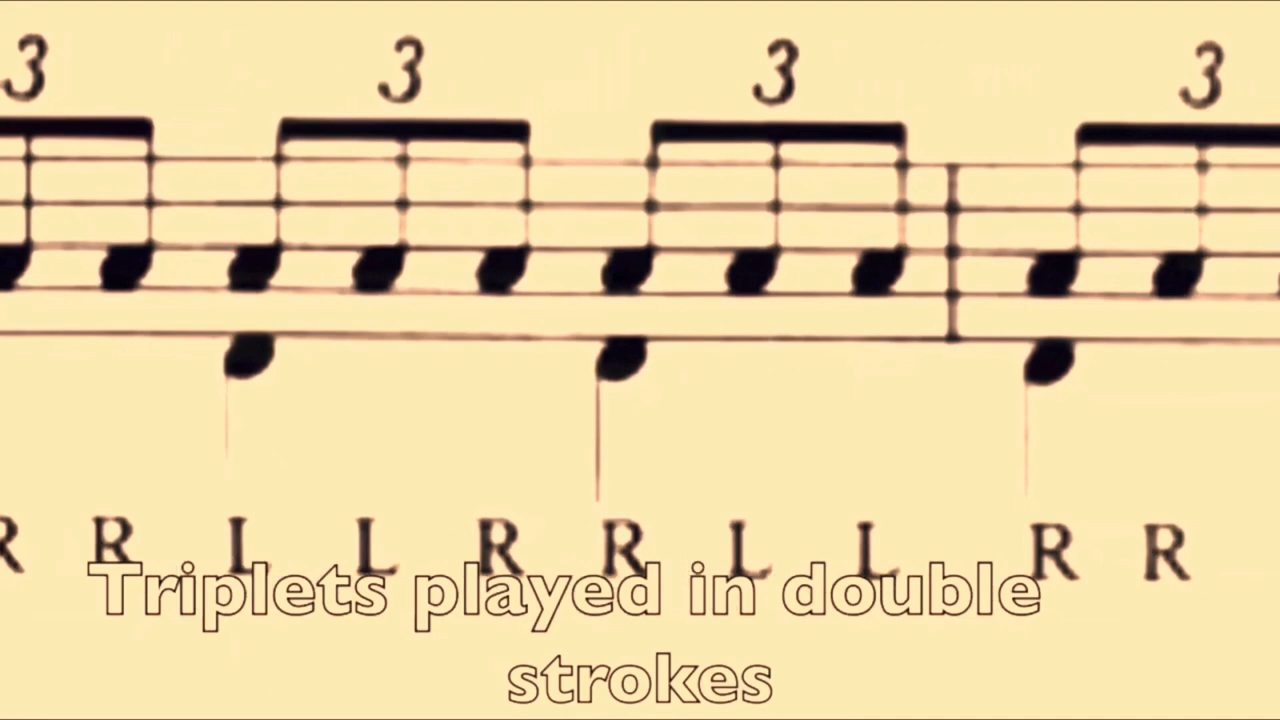 3 3 3 3
R R L L R R L L R R
Triplets played in double
strokes